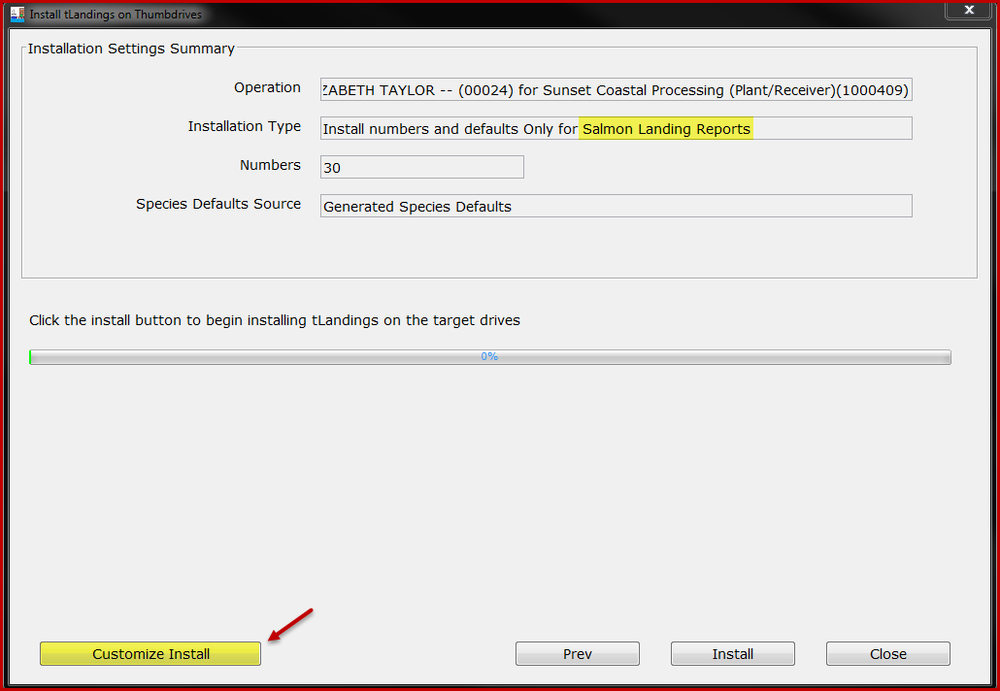 Install tLandings on Thumbdrives
Installation Settings Summary
Operation
ZABETH TAYLOR -- (00024) for Sunset Coastal Processing (Plant/Receiver)(1000409)
Installation Type
Install numbers and defaults Only for Salmon Landing Reports
Numbers
30
Species Defaults Source
Generated Species Defaults
Click the install button to begin installing tLandings on the target drives
0%
Customize Install
Prev
Install
Close